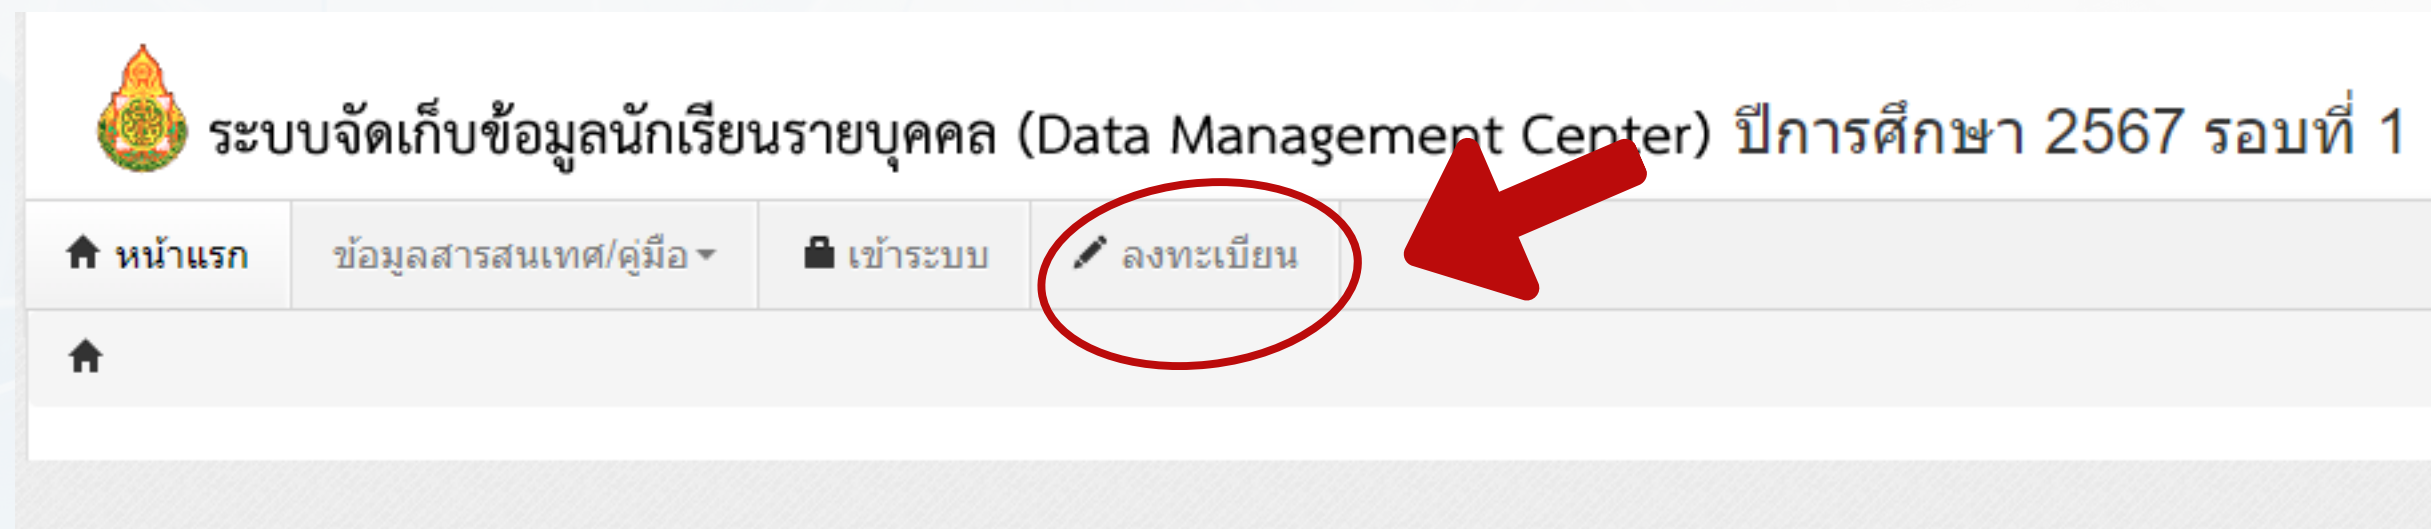 ระบบจัดเก็บข้อมูลนักเรียนรายบุคคล (Data Management Center) ปีการศึกษา 2567 รอบที่ 1
หน้าแรก ข้อมูลสารสนเทศ/คู่มือ เข้าระบบ ลงทะเบียน